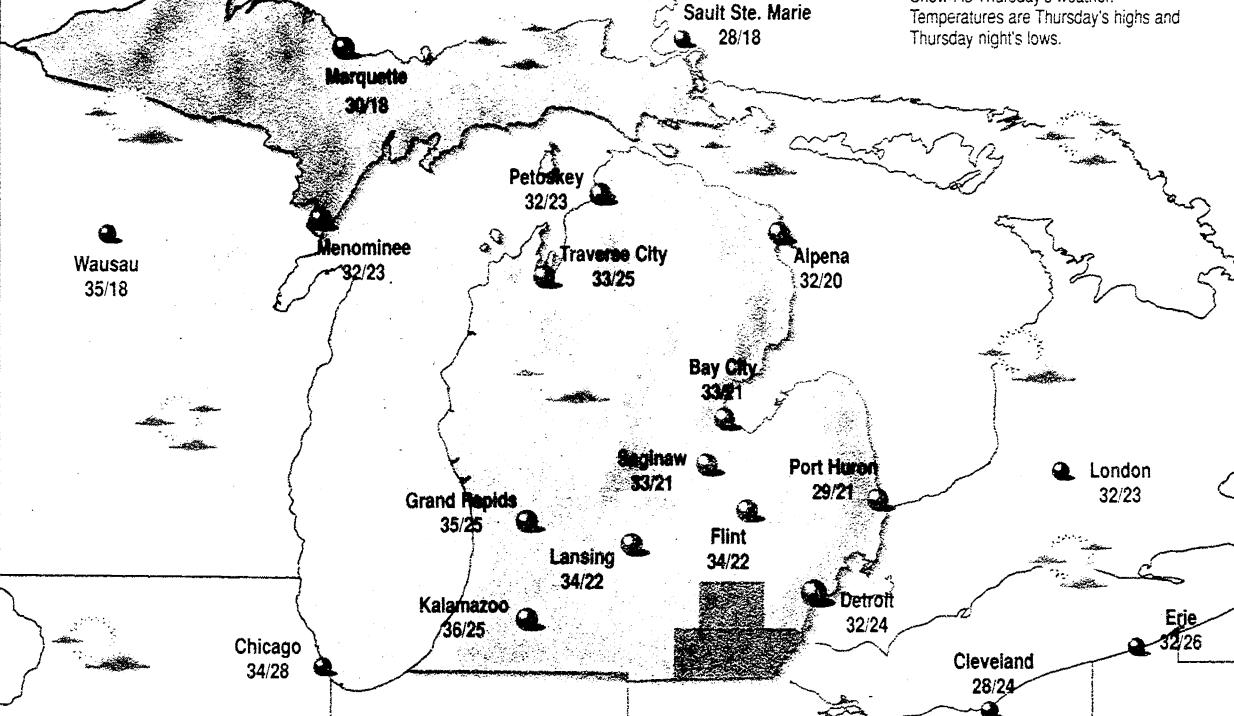 Thursday's weather.
Sault Ste. Marie
28/18
Temperatures are Thursday's highs and
Thursday night's lows.
Marquette
30/18
Petoskey
32/23
Wausau
35/18
Menominee
32/23
Traverse City
33/25
Alpena
32/20
Bay City
33/21
Saginaw
33/21
Port Huron
29/21
London
32/23
Grand Rapids
35/25
Lansing
34/22
Flint
34/22
Kalamazoo
36/25
Detroit
32/24
Chicago
34/28
Erie
32/26
Cleveland
28/24